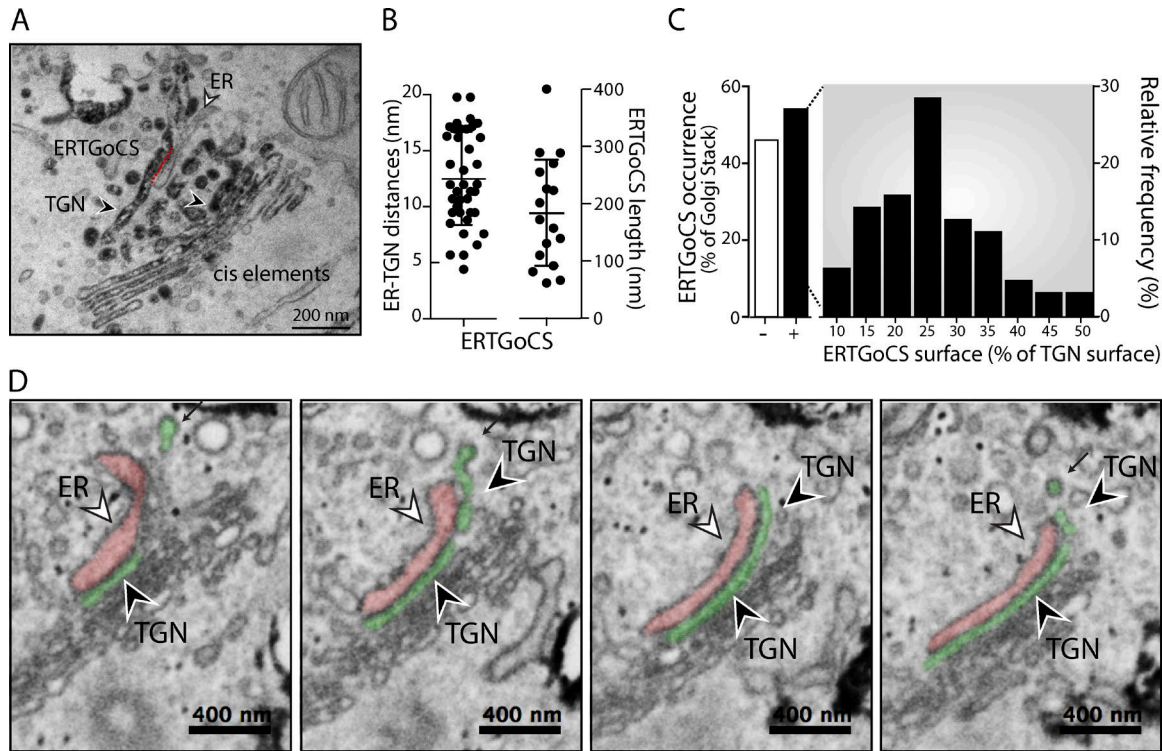 A
ER
ERTGoCS
TGN
cis elements
200 nm
B
ER-TGN distances (nm)
20
15
10
5
0
400
300
200
100
0
ERTGoCS length (nm)
ERTGoCS
C
ERTGoCS occurrence
(% of Golgi Stack)
60
40
20
0
- +
30
20
10
0
Relative frequency (%)
10 15 20 25 30 35 40 45 50
ERTGoCS surface (% of TGN surface)
D
ER
TGN
400 nm
TGN
ER
TGN
400 nm
TGN
ER
TGN
400 nm
TGN
ER
TGN
400 nm